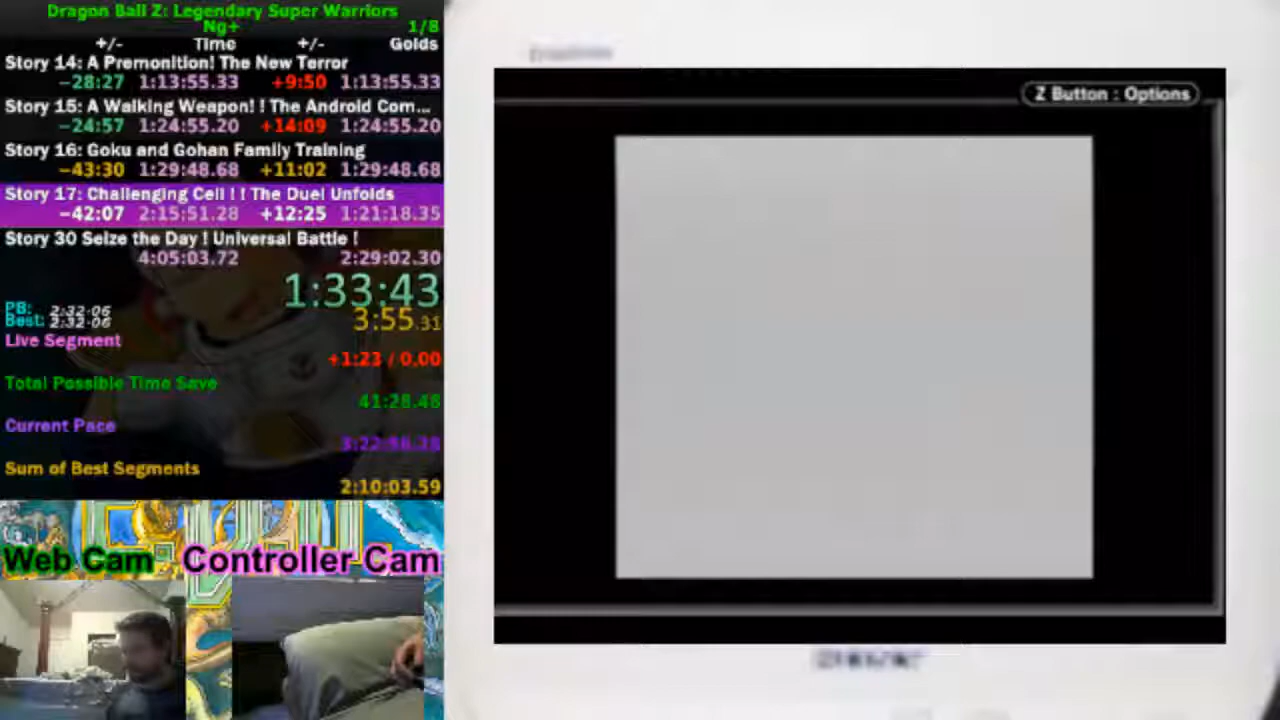 Dragon Ball Z: Legendary Super Warriors
Ng+ 1/8
+/- Time +/- Golds
Story 14: A Premonition! The New Terror
-28:27 1:13:55.33 +9:50 1:13:55.33
Story 15: A Walking Weapon! ! The Android Com...
-24:57 1:24:55.20 +14:09 1:24:55.20
Story 16: Goku and Gohan Family Training
-43:30 1:29:48.68 +11:02 1:29:48.68
Story 17: Challenging Cell ! ! The Duel Unfolds
-42:07 2:15:51.28 +12:25 1:21:18.35
Story 30 Seize the Day ! Universal Battle !
4:05:03.72 2:29:02.30
1:33:43
PB: 2:32:06
3:55.31
Best: 2:32:06
Live Segment
+1:23 / 0.00
Total Possible Time Save
41:28.48
Current Pace
Sum of Best Segments
2:10:03.59
Web Cam Controller Cam
Z Button : Options